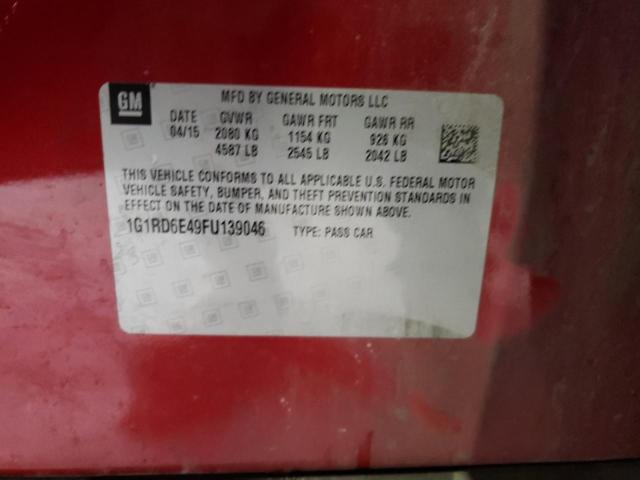 GM
MFD BY GENERAL MOTORS LLC
DATE GVWR GAWR FRT GAWR RR
04/15 2080 KG 1154 KG 926 KG
4587 LB 2545 LB 2042 LB
THIS VEHICLE CONFORMS TO ALL APPLICABLE U.S. FEDERAL MOTOR
VEHICLE SAFETY, BUMPER, AND THEFT PREVENTION STANDARDS IN
EFFECT ON THE DATE OF MANUFACTURE SHOWN ABOVE.
1G1RD6E49FU139046 TYPE: PASS CAR